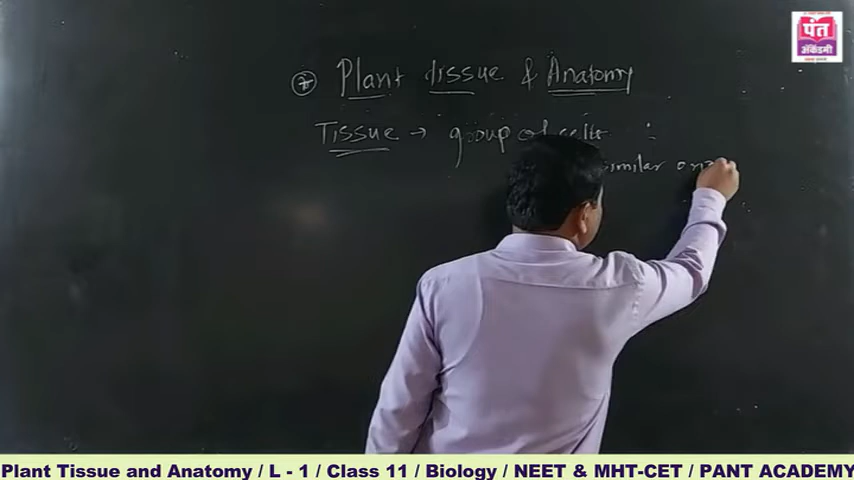 पंत
अॅकॅडमी
Plant tissue & Anatomy
Tissue → group of cells :
similar
Plant Tissue and Anatomy / L - 1 / Class 11 / Biology / NEET & MHT-CET / PANT ACADEMY